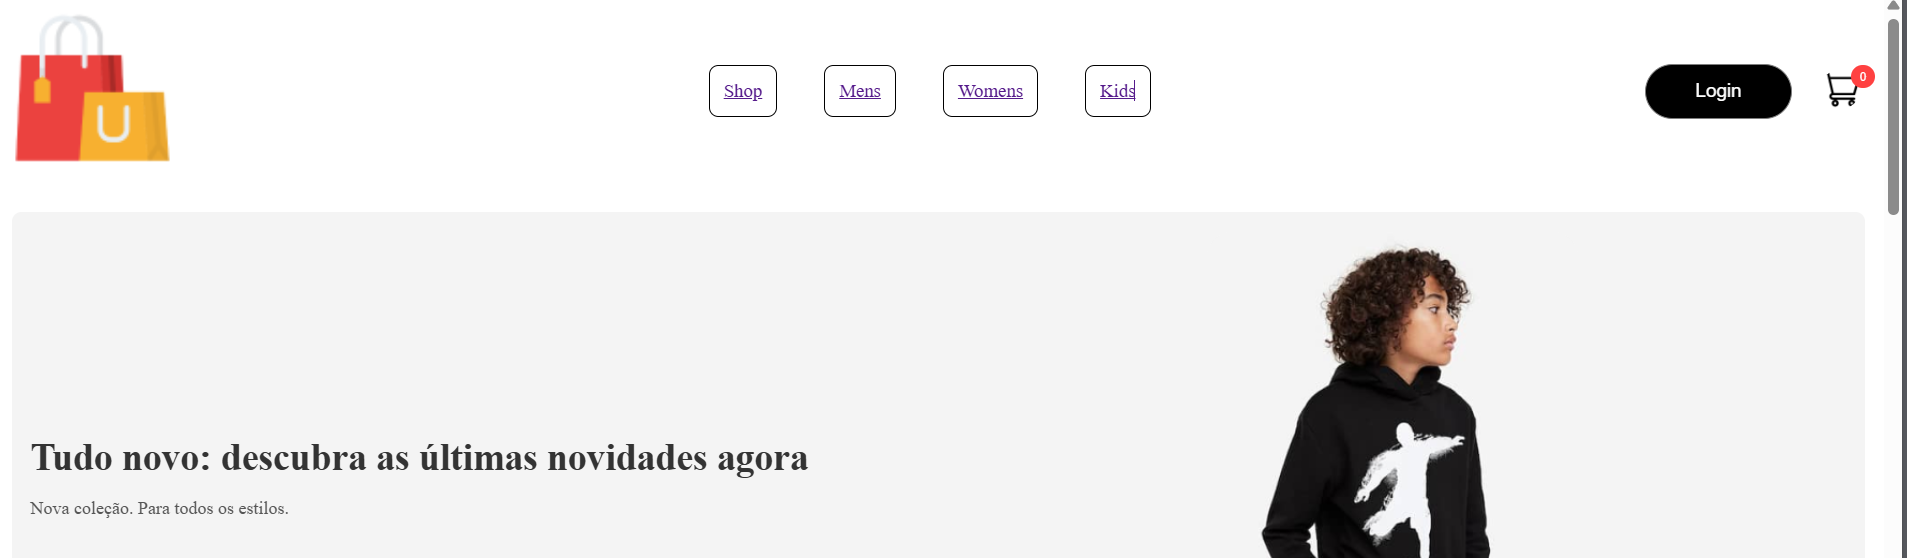 Shop Mens Womens Kids Login 0
Tudo novo: descubra as últimas novidades agora
Nova coleção. Para todos os estilos.